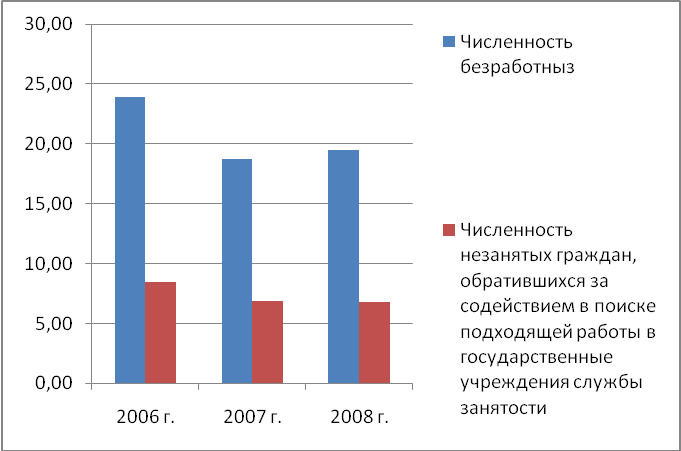 30,00
25,00
20,00
15,00
10,00
5,00
0,00
2006 г.
2007 г.
2008 г.
Численность
безработныз
Численность
незанятых граждан,
обратившихся за
содействием в поиске
подходящей работы в
государственные
учреждения службы
занятости